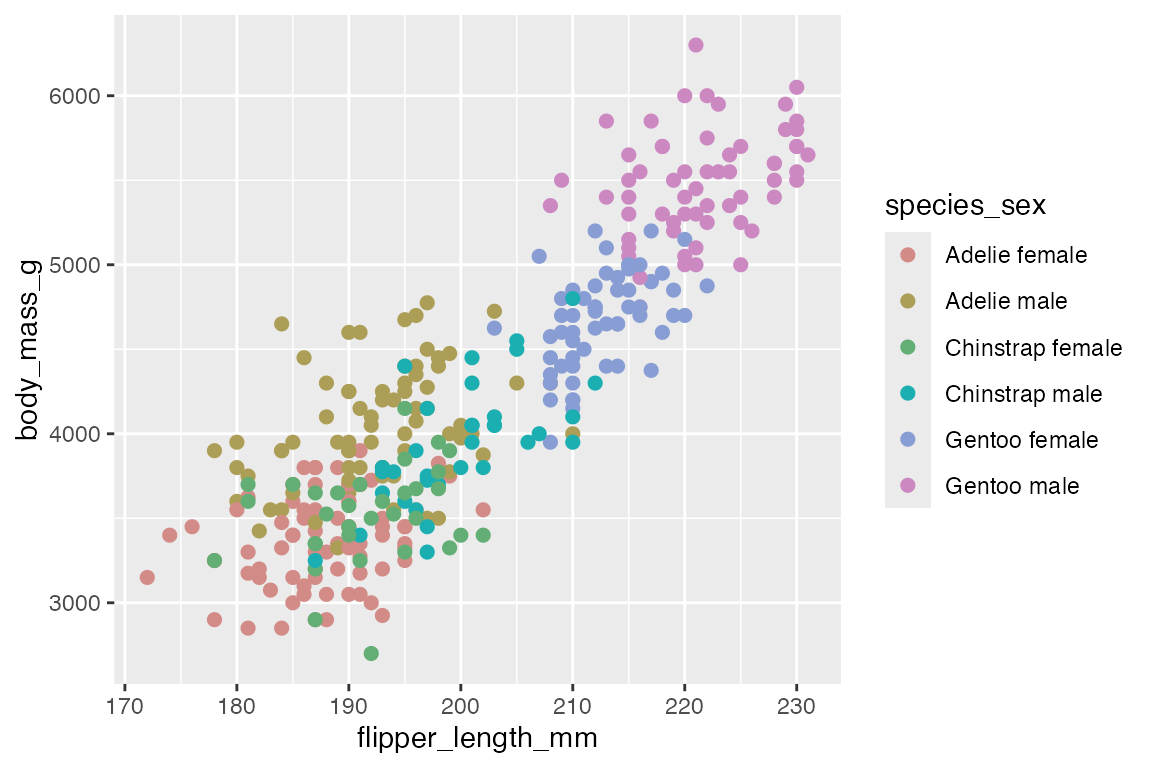 6000
5000
4000
3000
body_mass_g
170 180 190 200 210 220 230
flipper_length_mm
species_sex
Adelie female
Adelie male
Chinstrap female
Chinstrap male
Gentoo female
Gentoo male